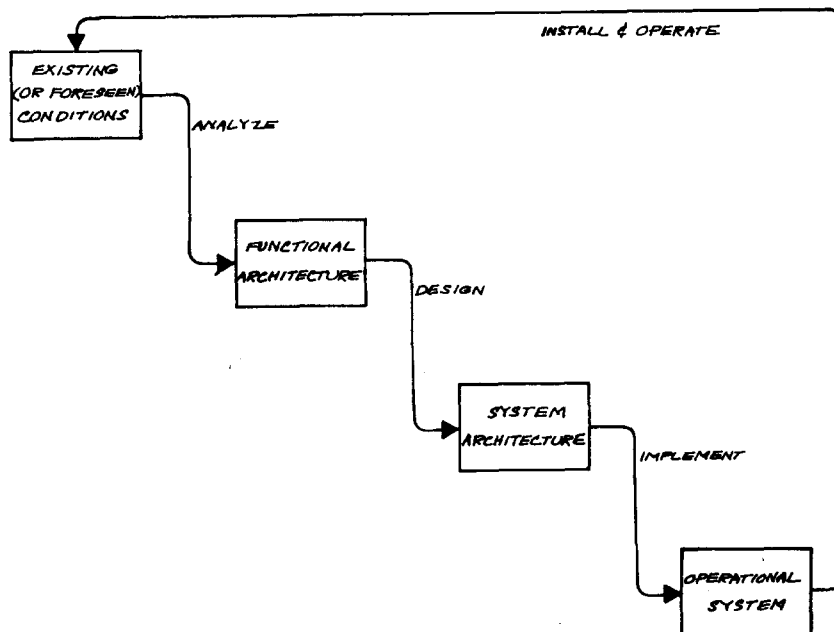 INSTALL & OPERATE
EXISTING
(OR FORESEEN)
CONDITIONS
ANALYZE
FUNCTIONAL
ARCHITECTURE
DESIGN
SYSTEM
ARCHITECTURE
IMPLEMENT
OPERATIONAL
SYSTEM